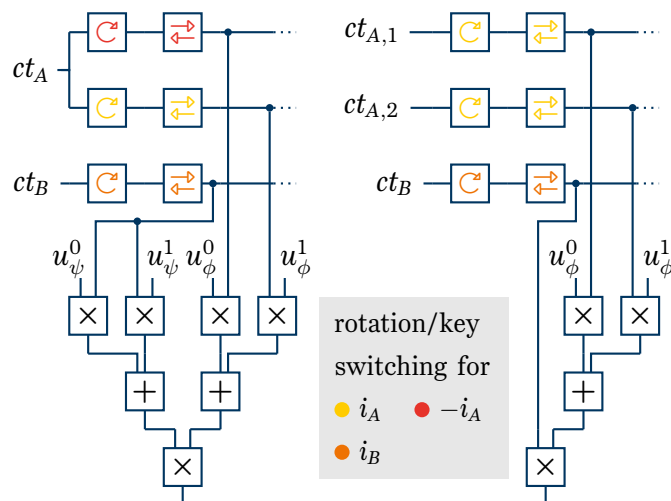 ct_A
ct_B
u_ψ^0 u_ψ^1 u_ϕ^0 u_ϕ^1
× × × ×
+ +
×
ct_{A,1}
ct_{A,2}
ct_B
u_ϕ^0 u_ϕ^1
× ×
+
×
rotation/key
switching for
i_A −i_A
i_B